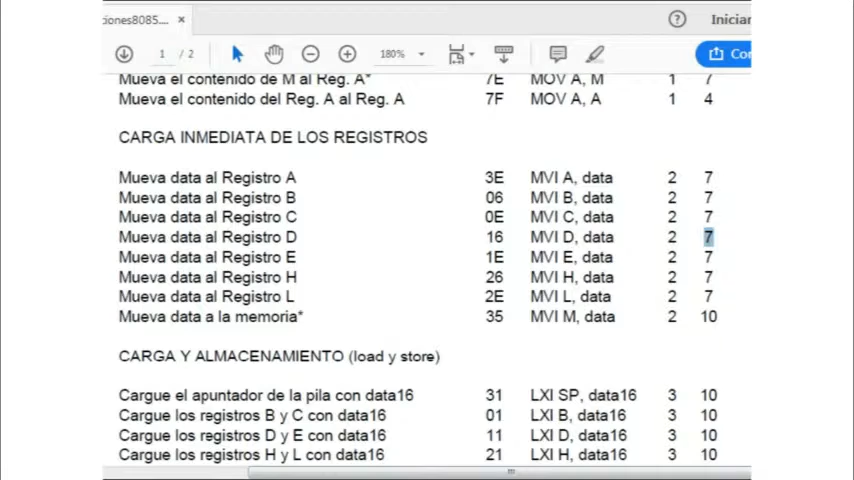 ciones8085.... ×
? Iniciar
1 / 2 180% Co
Mueva el contenido de M al Reg. A* 7E MOV A, M 1 7
Mueva el contenido del Reg. A al Reg. A 7F MOV A, A 1 4
CARGA INMEDIATA DE LOS REGISTROS
Mueva data al Registro A 3E MVI A, data 2 7
Mueva data al Registro B 06 MVI B, data 2 7
Mueva data al Registro C 0E MVI C, data 2 7
Mueva data al Registro D 16 MVI D, data 2 7
Mueva data al Registro E 1E MVI E, data 2 7
Mueva data al Registro H 26 MVI H, data 2 7
Mueva data al Registro L 2E MVI L, data 2 7
Mueva data a la memoria* 35 MVI M, data 2 10
CARGA Y ALMACENAMIENTO (load y store)
Cargue el apuntador de la pila con data16 31 LXI SP, data16 3 10
Cargue los registros B y C con data16 01 LXI B, data16 3 10
Cargue los registros D y E con data16 11 LXI D, data16 3 10
Cargue los registros H y L con data16 21 LXI H, data16 3 10